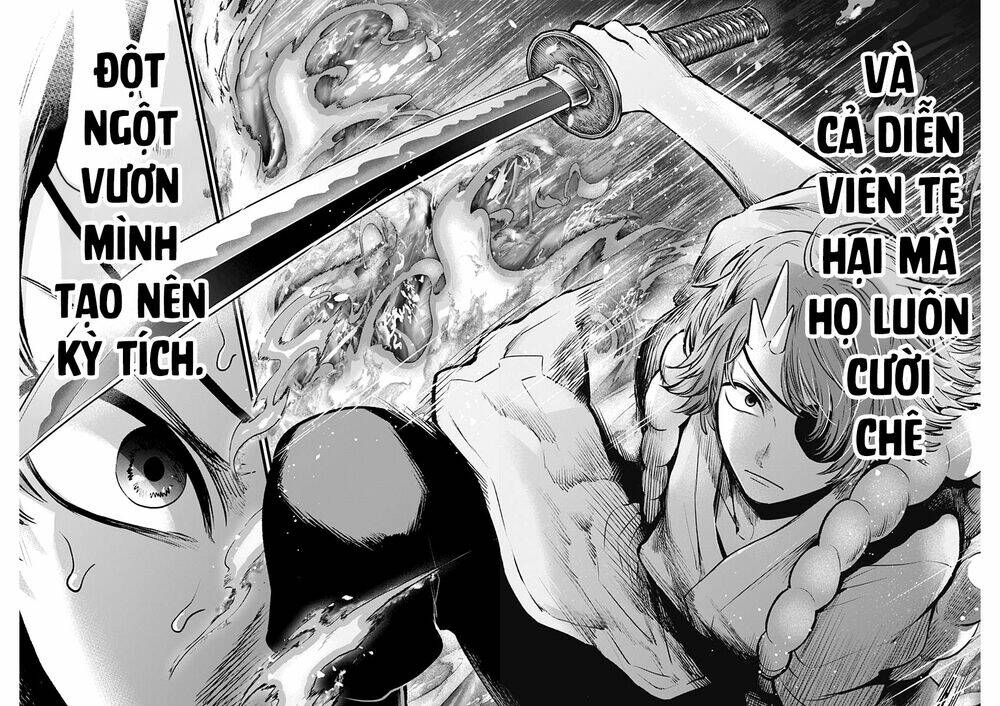 VÀ
CẢ DIỄN
VIÊN TỆ
HẠI MÀ
HỌ LUÔN
CƯỜI
CHÊ
ĐỘT
NGỘT
VƯƠN
MÌNH
TẠO NÊN
KỲ TÍCH.